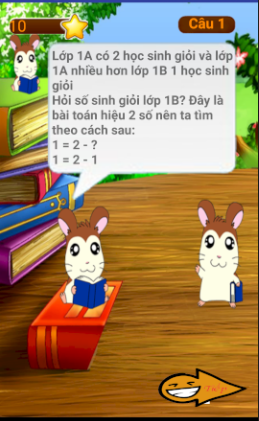 10
Câu 1
Lớp 1A có 2 học sinh giỏi và lớp
1A nhiều hơn lớp 1B 1 học sinh
giỏi
Hỏi số sinh giỏi lớp 1B? Đây là
bài toán hiệu 2 số nên ta tìm
theo cách sau:
1 = 2 - ?
1 = 2 - 1
Tiếp